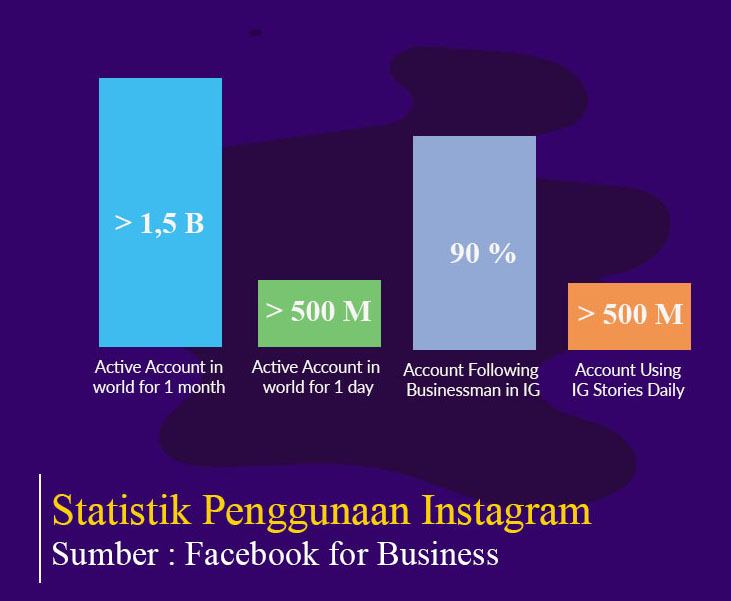 > 1,5 B
> 500 M
90 %
> 500 M
Active Account in
world for 1 month
Active Account in
world for 1 day
Account Following
Businessman in IG
Account Using
IG Stories Daily
Statistik Penggunaan Instagram
Sumber : Facebook for Business